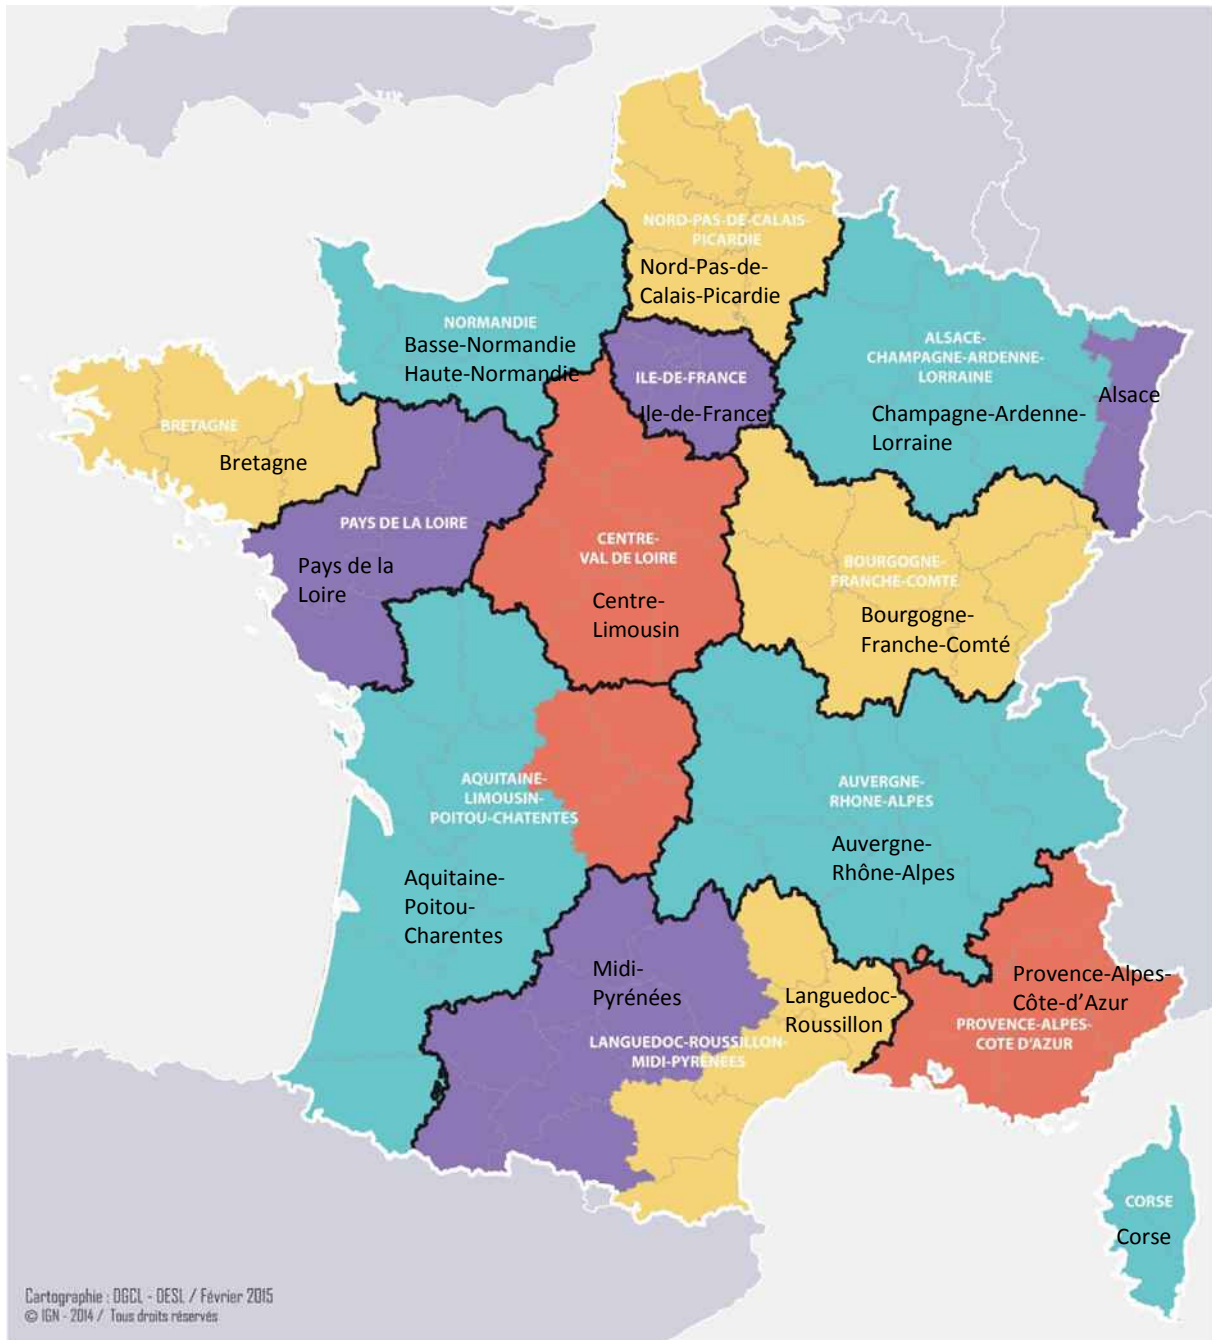 NORD-PAS-DE-CALAIS-
PICARDIE
Nord-Pas-de-
Calais-Picardie
NORMANDIE
Basse-Normandie
Haute-Normandie
ILE-DE-FRANCE
Ile-de-France
ALSACE-
CHAMPAGNE-ARDENNE-
LORRAINE
Champagne-Ardenne-
Lorraine
Alsace
BRETAGNE
Bretagne
PAYS DE LA LOIRE
Pays de la
Loire
CENTRE-
VAL DE LOIRE
Centre-
Limousin
BOURGOGNE-
FRANCHE-COMTE
Bourgogne-
Franche-Comté
AQUITAINE-
LIMOUSIN-
POITOU-CHATENTES
Aquitaine-
Poitou-
Charentes
AUVERGNE-
RHONE-ALPES
Auvergne-
Rhône-Alpes
Midi-
Pyrénées
Languedoc-
Roussillon
LANGUEDOC-ROUSSILLON-
MIDI-PYRENEES
Provence-Alpes-
Côte-d’Azur
PROVENCE-ALPES-
COTE D'AZUR
CORSE
Corse
Cartographie : DGCL - DESL / Février 2015
© IGN - 2014 / Tous droits réservés